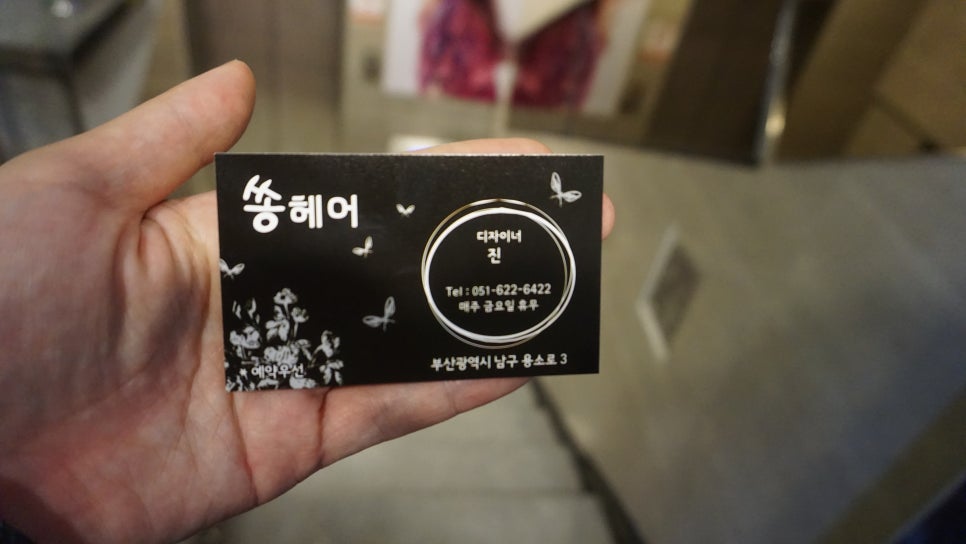 쏭헤어
디자이너
진
Tel : 051-622-6422
매주 금요일 휴무
* 예약우선
부산광역시 남구 용소로 3